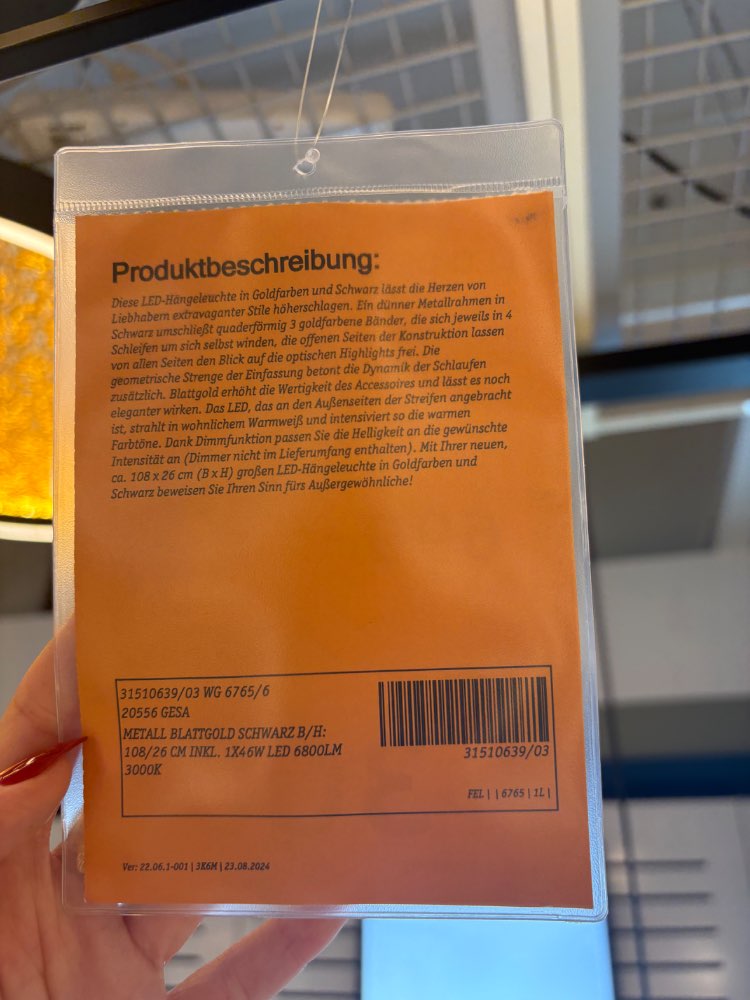 Produktbeschreibung:
Diese LED-Hängeleuchte in Goldfarben und Schwarz lässt die Herzen von
Liebhabern extravaganter Stile höherschlagen. Ein dünner Metallrahmen in
Schwarz umschließt quaderförmig 3 goldfarbene Bänder, die sich jeweils in 4
Schleifen um sich selbst winden, die offenen Seiten der Konstruktion lassen
von allen Seiten den Blick auf die optischen Highlights frei. Die
geometrische Strenge der Einfassung betont die Dynamik der Schlaufen
zusätzlich. Blattgold erhöht die Wertigkeit des Accessoires und lässt es noch
eleganter wirken. Das LED, das an den Außenseiten der Streifen angebracht
ist, strahlt in wohnlichem Warmweiß und intensiviert so die warmen
Farbtöne. Dank Dimmfunktion passen Sie die Helligkeit an die gewünschte
Intensität an (Dimmer nicht im Lieferumfang enthalten). Mit Ihrer neuen,
ca. 108 x 26 cm (B x H) großen LED-Hängeleuchte in Goldfarben und
Schwarz beweisen Sie Ihren Sinn fürs Außergewöhnliche!
31510639/03 WG 6765/6
20556 GESA
METALL BLATTGOLD SCHWARZ B/H:
108/26 CM INKL. 1X46W LED 6800LM
3000K
31510639/03
FEL | | 6765 | 1L |
Ver: 22.06.1-001 | 3K6M | 23.08.2024